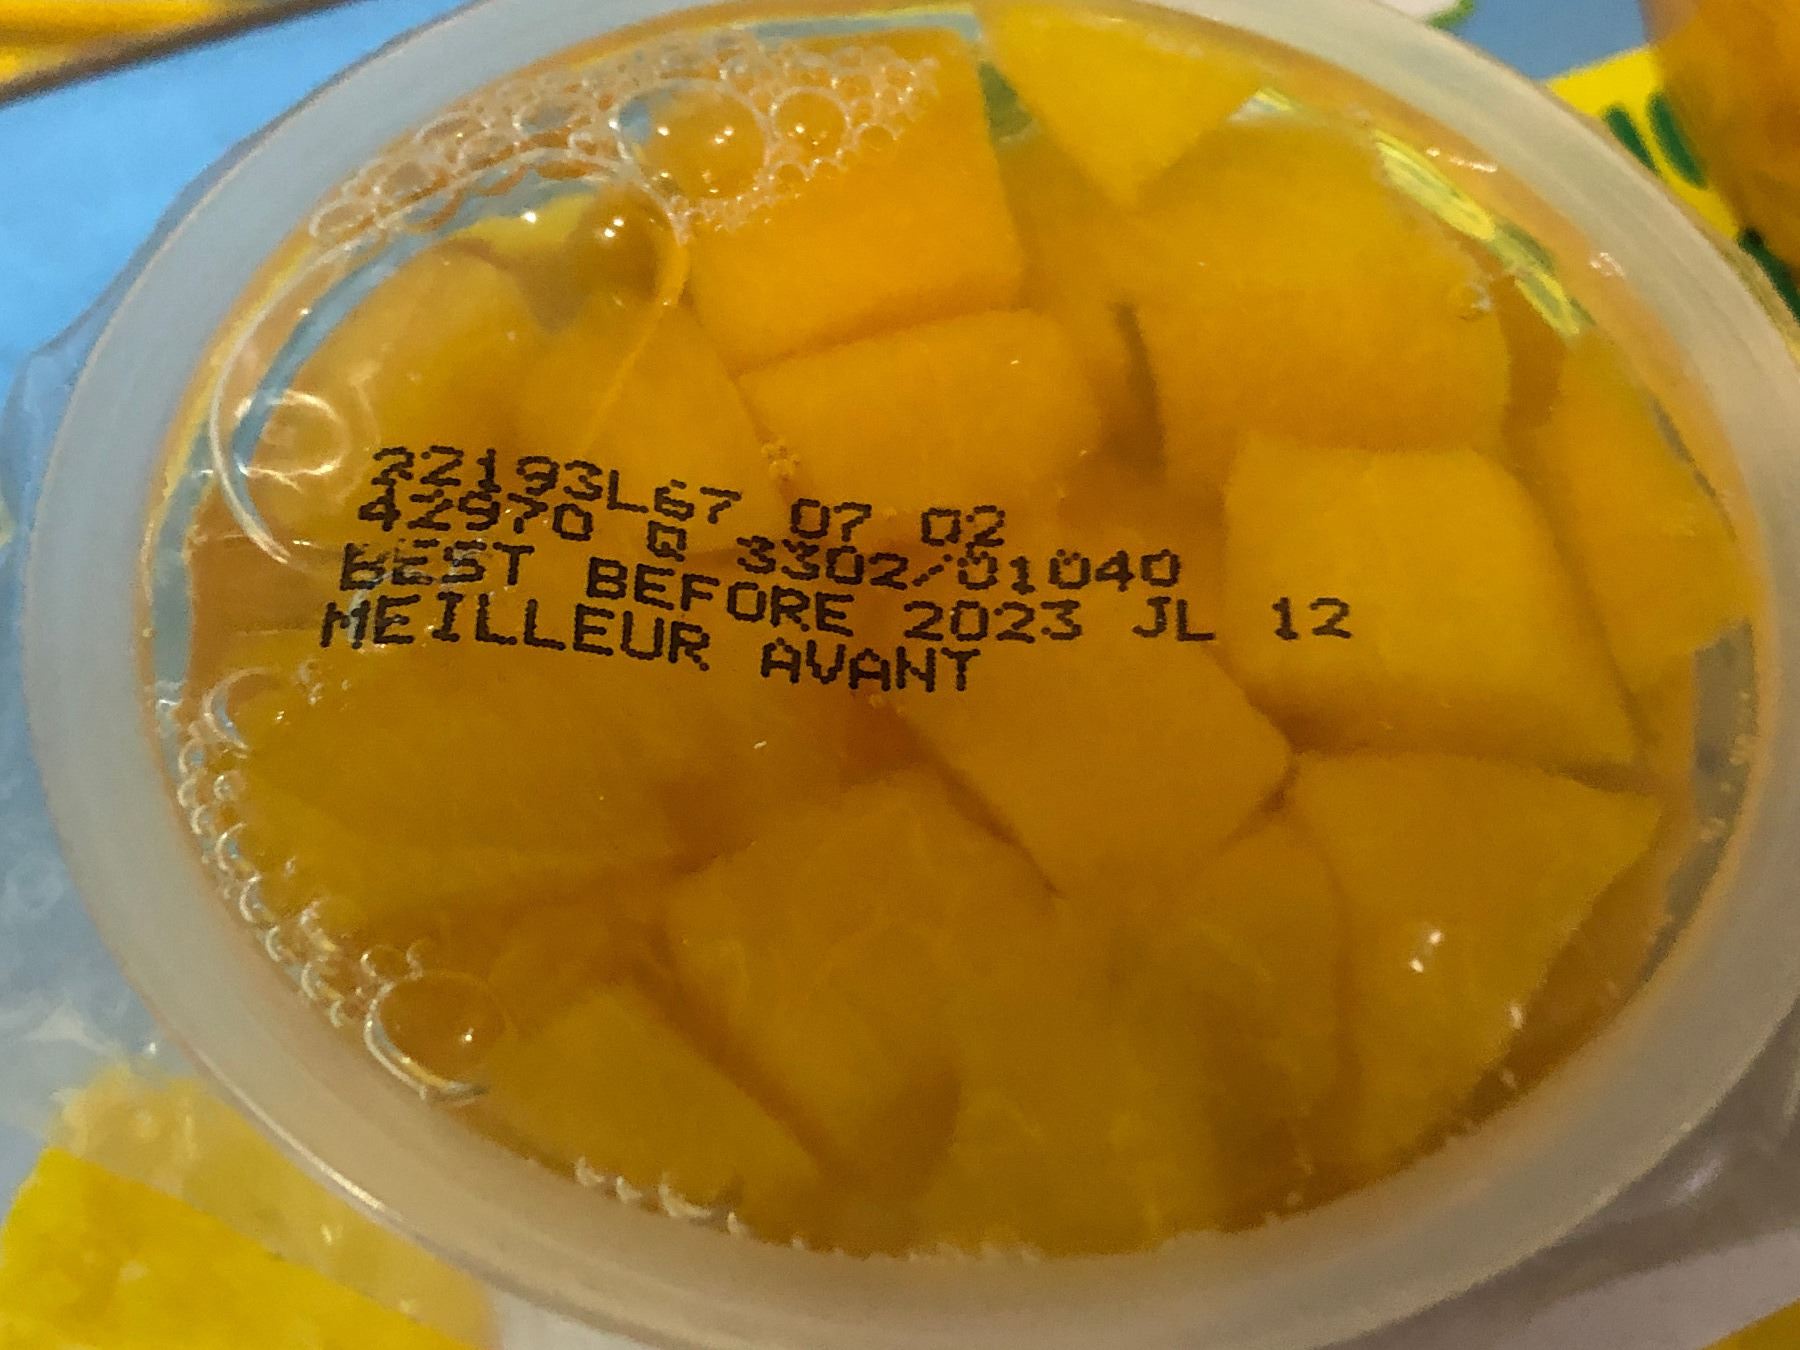 22193L67 07 02
42970 B 3302/01040
BEST BEFORE 2023 JL 12
MEILLEUR AVANT